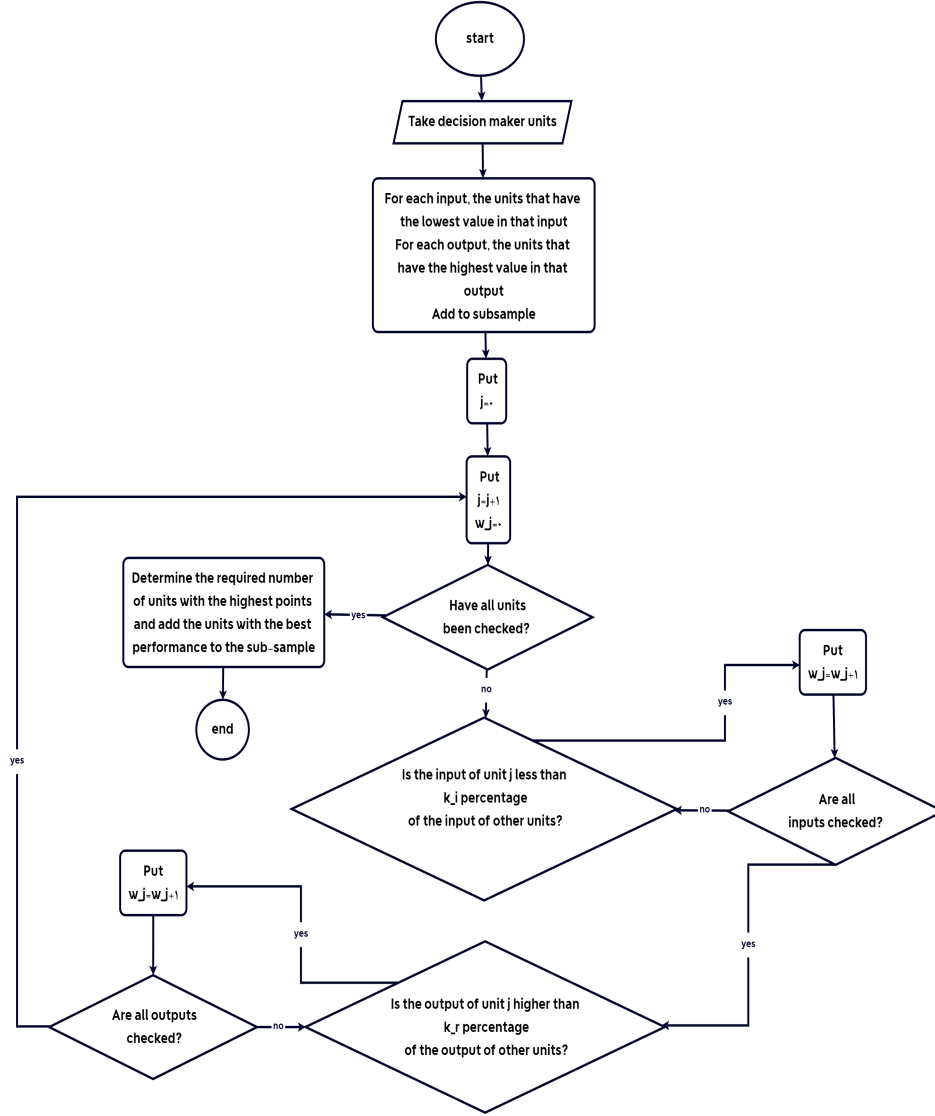 start
Take decision maker units
For each input, the units that have
the lowest value in that input
For each output, the units that
have the highest value in that
output
Add to subsample
Put
j=۰
Put
j=j+۱
w_j=۰
Have all units
been checked?
yes
Determine the required number
of units with the highest points
and add the units with the best
performance to the sub-sample
end
no
Is the input of unit j less than
k_i percentage
of the input of other units?
yes
Put
w_j=w_j+۱
Are all
inputs checked?
no
yes
Is the output of unit j higher than
k_r percentage
of the output of other units?
yes
Put
w_j=w_j+۱
Are all outputs
checked?
no
yes